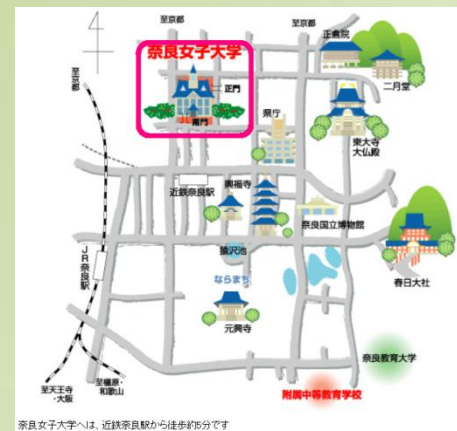 至京都
至京都
正倉院
奈良女子大学
二月堂
至京都
正門
南門
県庁
東大寺
大仏殿
近鉄奈良駅
興福寺
奈良国立博物館
JR奈良駅
猿沢池
春日大社
ならまち
元興寺
奈良教育大学
至天王寺・
大阪
至橿原・
和歌山
附属中等教育学校
奈良女子大学へは、近鉄奈良駅から徒歩約5分です